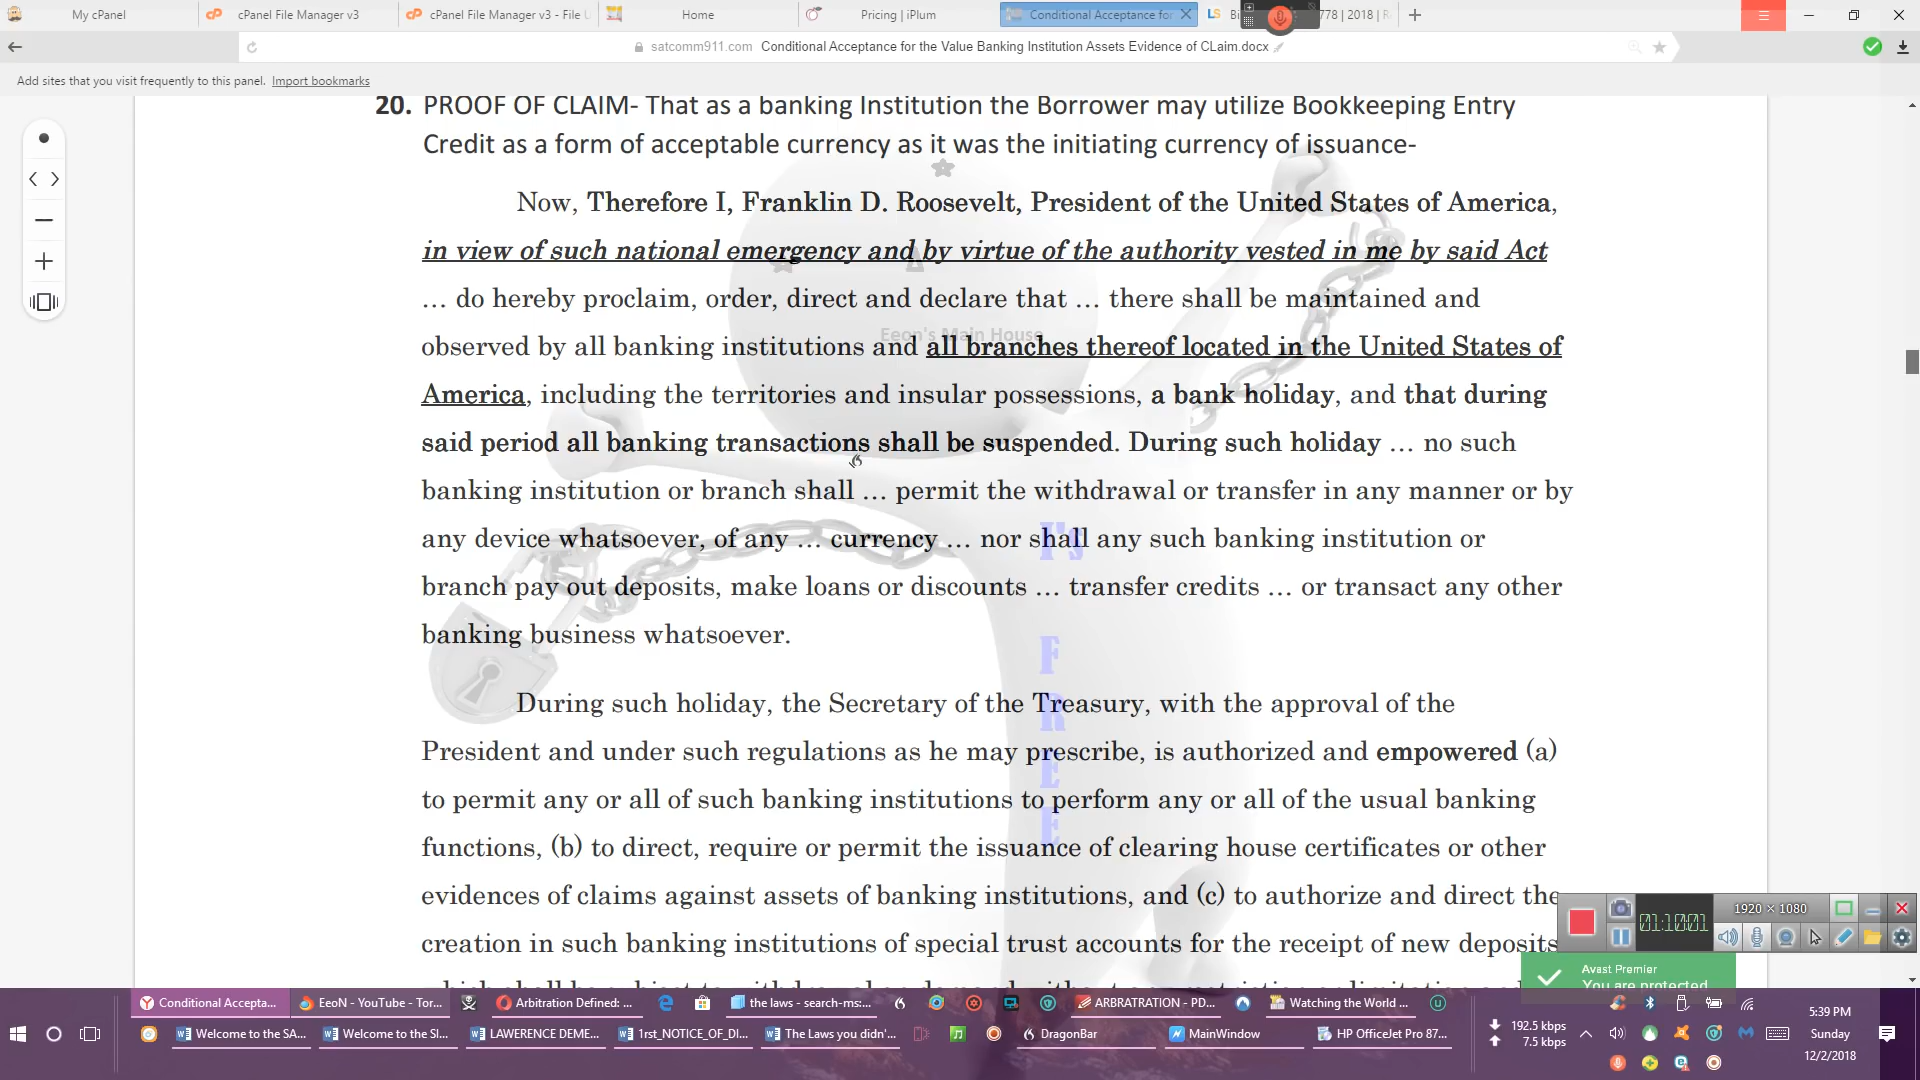 My cPanel
cPanel File Manager v3
cPanel File Manager v3 - File
Home
Pricing | iPlum
Conditional Acceptance for
778 | 2018 |
satcomm911.com Conditional Acceptance for the Value Banking Institution Assets Evidence of CLaim.docx
Add sites that you visit frequently to this panel. Import bookmarks
20. PROOF OF CLAIM- That as a banking Institution the Borrower may utilize Bookkeeping Entry
Credit as a form of acceptable currency as it was the initiating currency of issuance-
Now, Therefore I, Franklin D. Roosevelt, President of the United States of America,
in view of such national emergency and by virtue of the authority vested in me by said Act
… do hereby proclaim, order, direct and declare that … there shall be maintained and
Eeon's Main House
observed by all banking institutions and all branches thereof located in the United States of
America, including the territories and insular possessions, a bank holiday, and that during
said period all banking transactions shall be suspended. During such holiday … no such
banking institution or branch shall … permit the withdrawal or transfer in any manner or by
any device whatsoever, of any … currency … nor shall any such banking institution or
branch pay out deposits, make loans or discounts … transfer credits … or transact any other
banking business whatsoever.
I's
F
R
E
E
During such holiday, the Secretary of the Treasury, with the approval of the
President and under such regulations as he may prescribe, is authorized and empowered (a)
to permit any or all of such banking institutions to perform any or all of the usual banking
functions, (b) to direct, require or permit the issuance of clearing house certificates or other
evidences of claims against assets of banking institutions, and (c) to authorize and direct the
creation in such banking institutions of special trust accounts for the receipt of new deposits
1920 × 1080
01:10:01
Avast Premier
You are protected
Conditional Accepta...
EeoN - YouTube - Tor...
Arbitration Defined: ...
the laws - search-ms:...
ARBRATRATION - PD...
Watching the World ...
Welcome to the SA...
Welcome to the SI...
LAWERENCE DEME...
1rst_NOTICE_OF_DI...
The Laws you didn'...
DragonBar
MainWindow
HP OfficeJet Pro 87...
192.5 kbps
7.5 kbps
5:39 PM
Sunday
12/2/2018